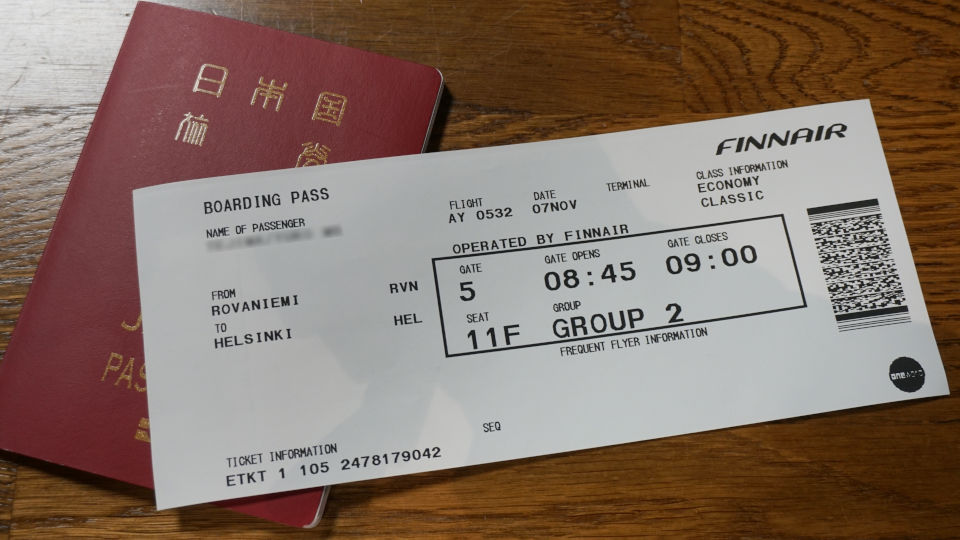 日本国
旅券
J
PAS
FINNAIR
BOARDING PASS
NAME OF PASSENGER
FLIGHT
AY 0532
DATE
07NOV
TERMINAL
CLASS INFORMATION
ECONOMY
CLASSIC
OPERATED BY FINNAIR
GATE
5
GATE OPENS
08:45
GATE CLOSES
09:00
FROM
ROVANIEMI
RVN
TO
HELSINKI
HEL
SEAT
11F
GROUP
GROUP 2
FREQUENT FLYER INFORMATION
SEQ
oneworld
TICKET INFORMATION
ETKT 1 105 2478179042